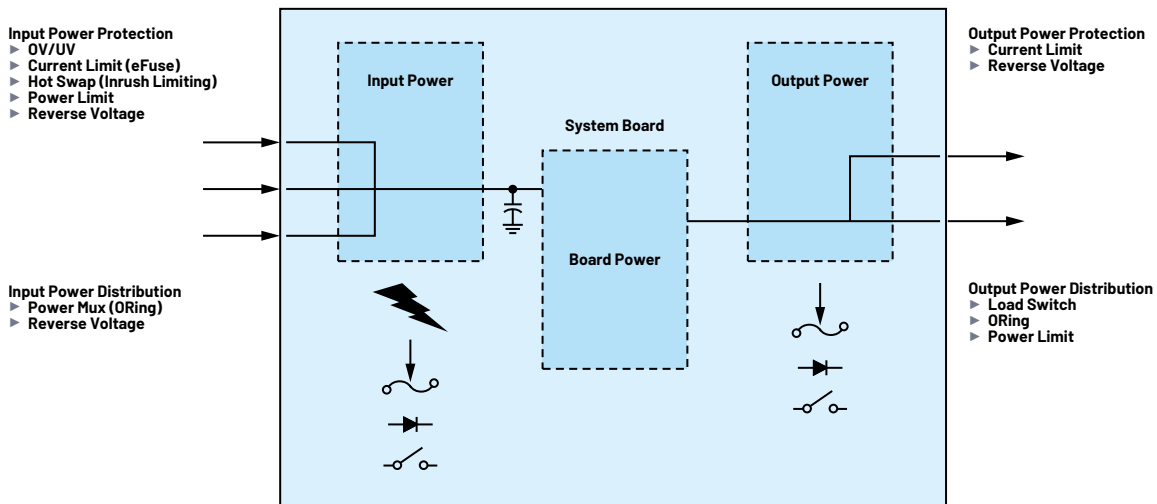 Input Power Protection
► OV/UV
► Current Limit (eFuse)
► Hot Swap (Inrush Limiting)
► Power Limit
► Reverse Voltage
Input Power Distribution
► Power Mux (ORing)
► Reverse Voltage
Input Power
System Board
Board Power
Output Power
Output Power Protection
► Current Limit
► Reverse Voltage
Output Power Distribution
► Load Switch
► ORing
► Power Limit